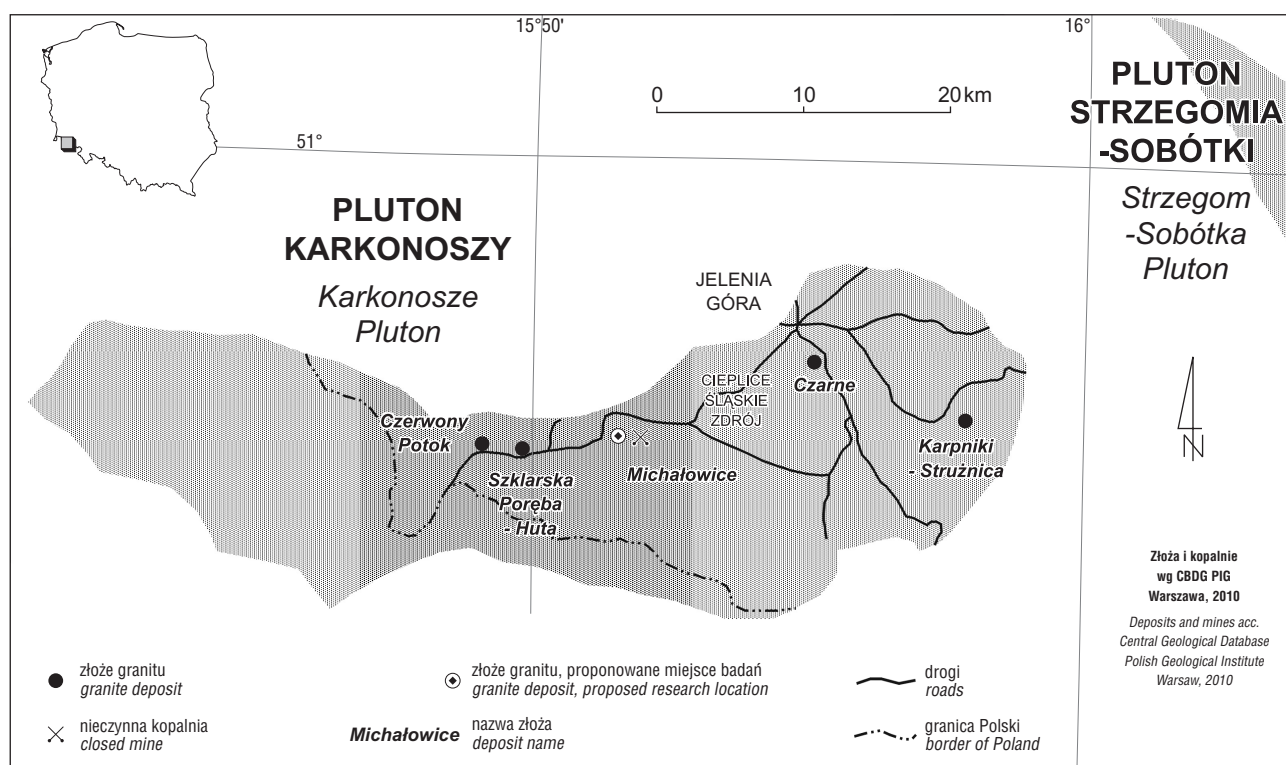 15°50'
16°
51°
0 10 20 km
PLUTON
STRZEGOMIA
-SOBÓTKI
Strzegom
-Sobótka
Pluton
PLUTON
KARKONOSZY
Karkonosze
Pluton
JELENIA
GÓRA
CIEPLICE
ŚLĄSKIE
ZDRÓJ
Czarne
Czerwony
Potok
Karpniki
- Strużnica
Szklarska
Poręba
- Huta
Michałowice
N
Złoża i kopalnie
wg CBDG PIG
Warszawa, 2010
Deposits and mines acc.
Central Geological Database
Polish Geological Institute
Warsaw, 2010
złoże granitu
granite deposit
nieczynna kopalnia
closed mine
złoże granitu, proponowane miejsce badań
granite deposit, proposed research location
Michałowice nazwa złoża
deposit name
drogi
roads
granica Polski
border of Poland